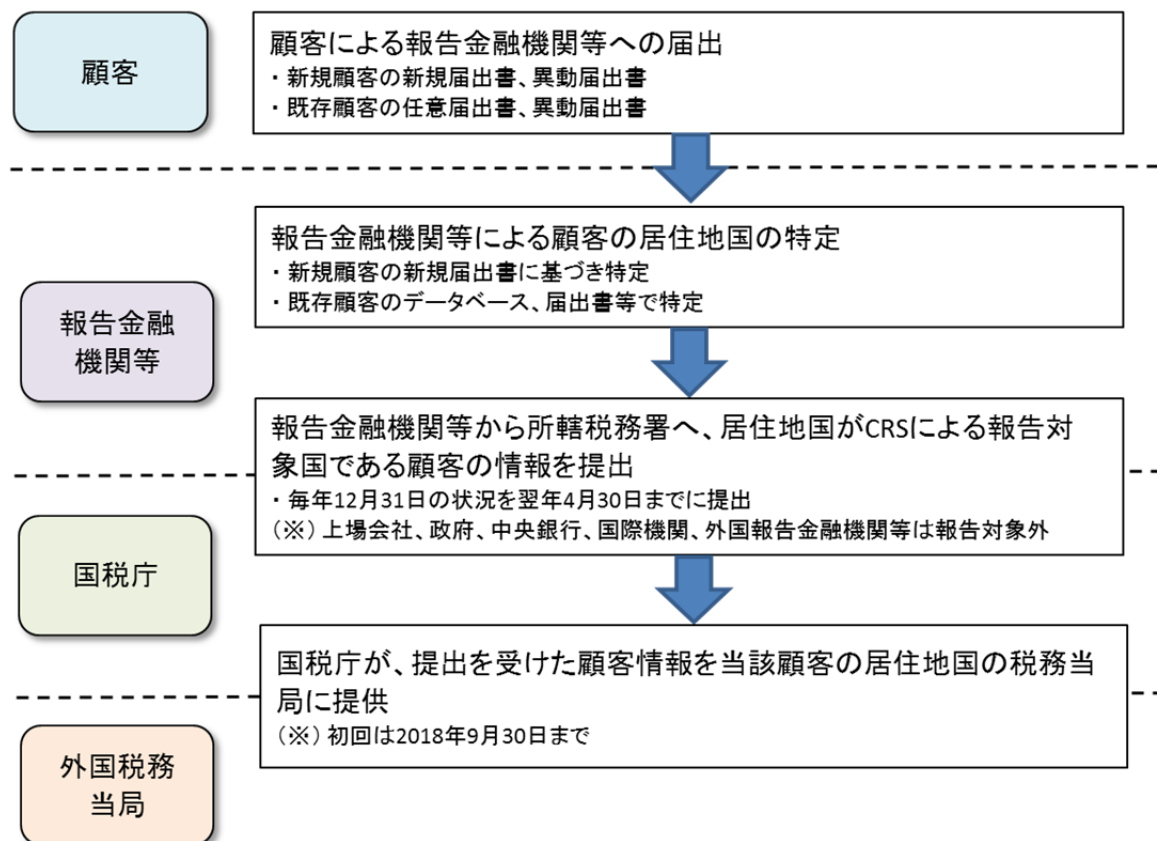 顧客
顧客による報告金融機関等への届出
・新規顧客の新規届出書、異動届出書
・既存顧客の任意届出書、異動届出書
報告金融
機関等
報告金融機関等による顧客の居住地国の特定
・新規顧客の新規届出書に基づき特定
・既存顧客のデータベース、届出書等で特定
報告金融機関等から所轄税務署へ、居住地国がCRSによる報告対
象国である顧客の情報を提出
・毎年12月31日の状況を翌年4月30日までに提出
（※）上場会社、政府、中央銀行、国際機関、外国報告金融機関等は報告対象外
国税庁
国税庁が、提出を受けた顧客情報を当該顧客の居住地国の税務当
局に提供
（※）初回は2018年9月30日まで
外国税務
当局